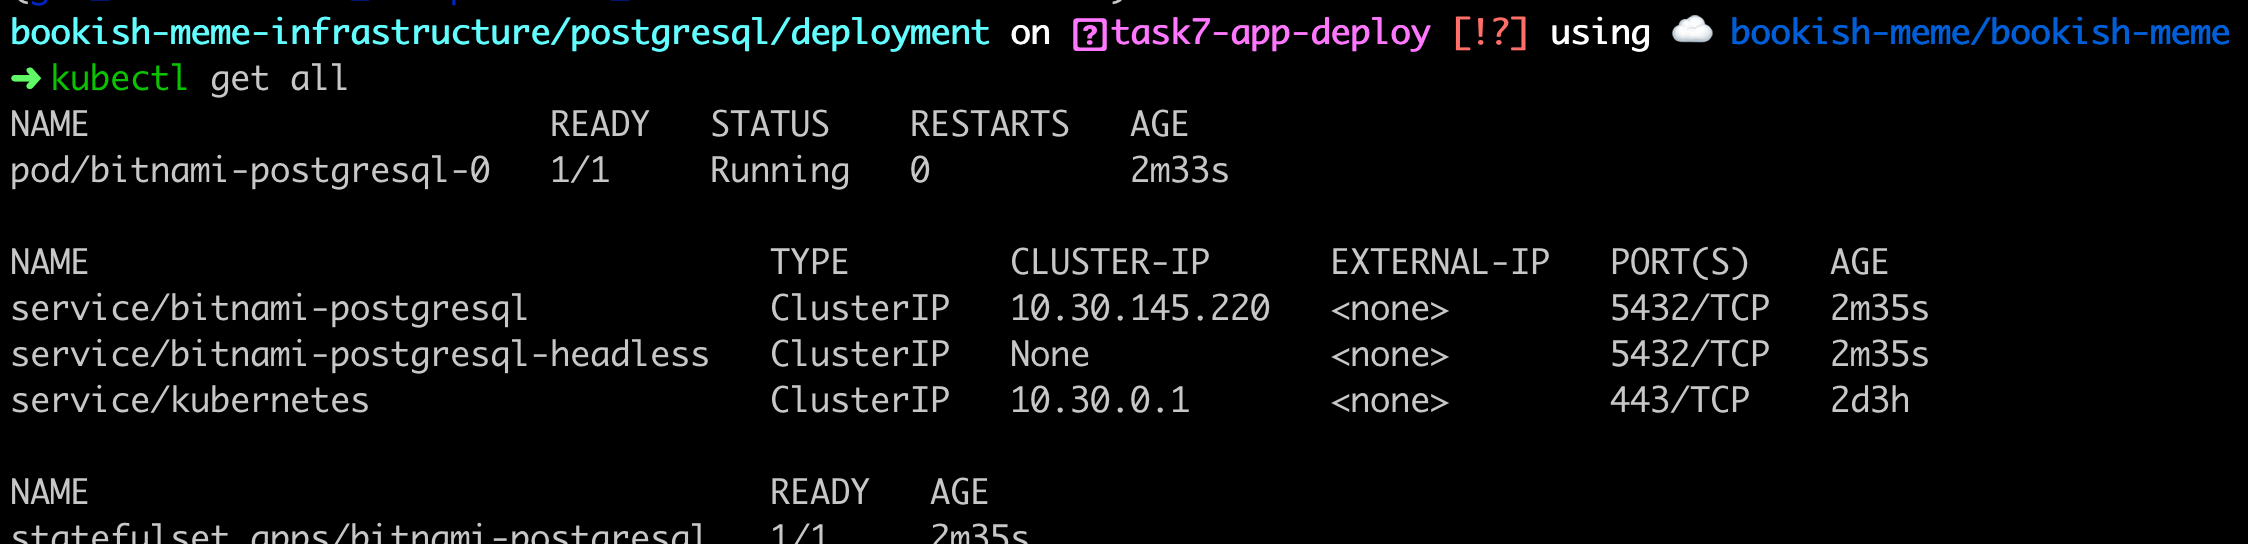 bookish-meme-infrastructure/postgresql/deployment on ?task7-app-deploy [!?] using ☁️ bookish-meme/bookish-meme
➜ kubectl get all
NAME READY STATUS RESTARTS AGE
pod/bitnami-postgresql-0 1/1 Running 0 2m33s
NAME TYPE CLUSTER-IP EXTERNAL-IP PORT(S) AGE
service/bitnami-postgresql ClusterIP 10.30.145.220 <none> 5432/TCP 2m35s
service/bitnami-postgresql-headless ClusterIP None <none> 5432/TCP 2m35s
service/kubernetes ClusterIP 10.30.0.1 <none> 443/TCP 2d3h
NAME READY AGE
statefulset.apps/bitnami-postgresql 1/1 2m35s